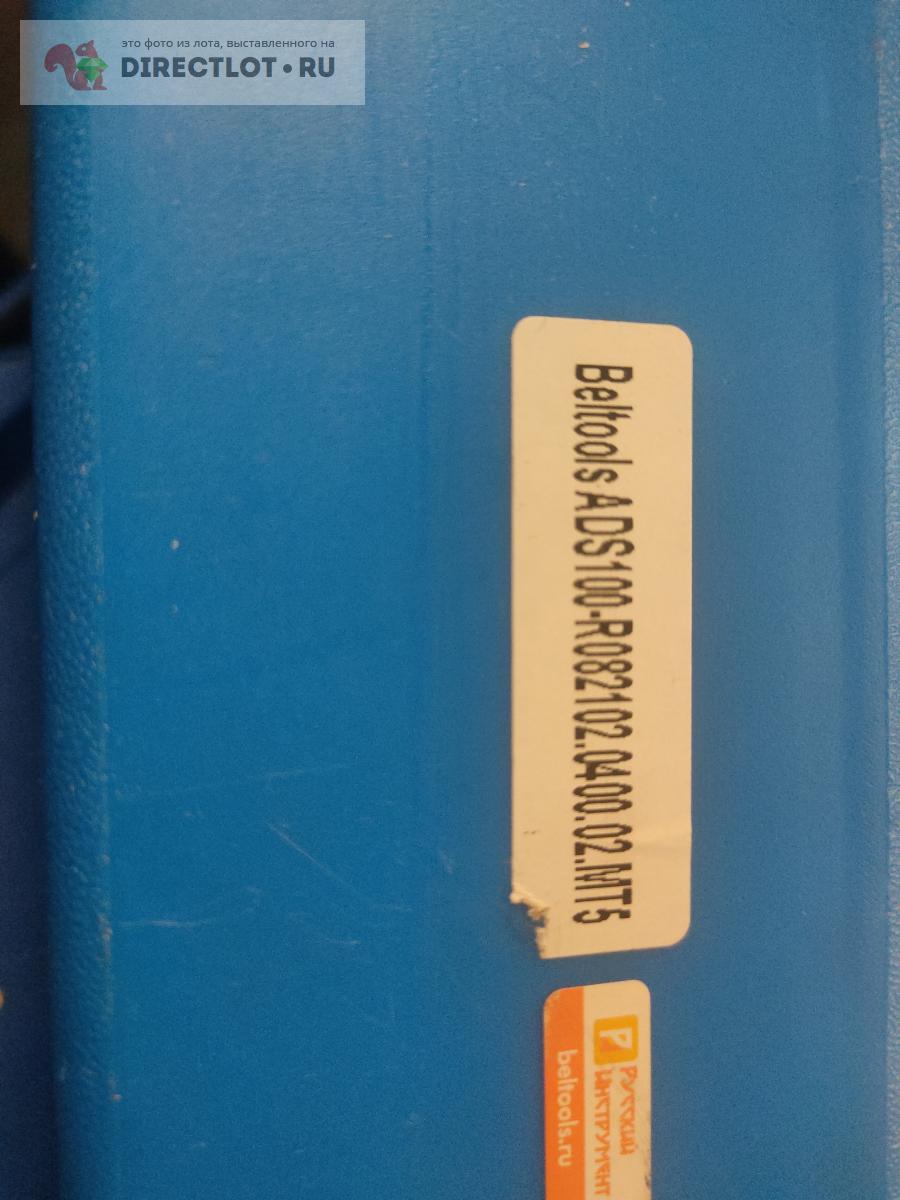 это фото из лота, выставленного на
DIRECTLOT•RU
Beltools ADS100-R082102.0400.02.MT5
РУССКИЙ
ИНСТРУМЕНТ
beltools.ru